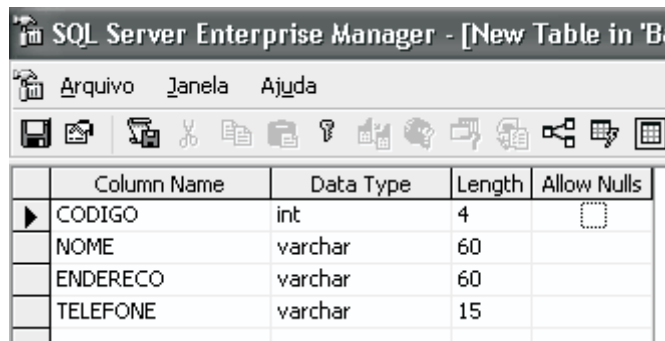 SQL Server Enterprise Manager - [New Table in 'Ba
Arquivo Janela Ajuda
Column Name Data Type Length Allow Nulls
CODIGO int 4
NOME varchar 60
ENDERECO varchar 60
TELEFONE varchar 15